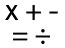 x + -
= ÷